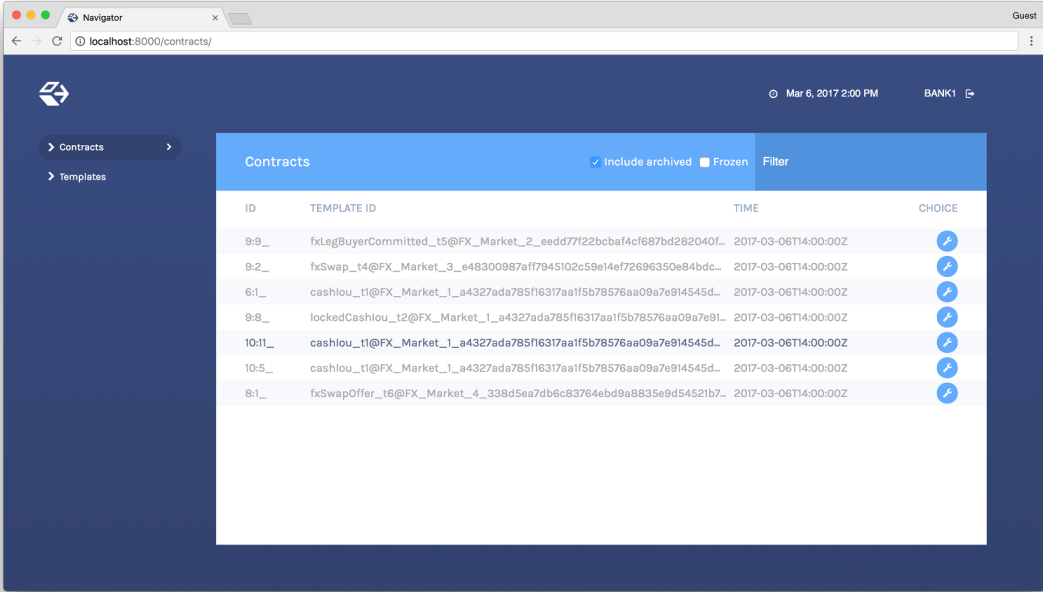 Navigator
Guest
localhost:8000/contracts/
Mar 6, 2017 2:00 PM BANK1
Contracts
Templates
Contracts Include archived Frozen Filter
ID TEMPLATE ID TIME CHOICE
9:9_ fxLegBuyerCommitted_t5@FX_Market_2_eedd77f22bcbaf4cf687bd282040f... 2017-03-06T14:00:00Z
9:2_ fxSwap_t4@FX_Market_3_e48300987aff7945102c59e14ef72696350e84bdc... 2017-03-06T14:00:00Z
6:1_ cashIou_t1@FX_Market_1_a4327ada785f16317aa1f5b78576aa09a7e914545d... 2017-03-06T14:00:00Z
9:8_ lockedCashIou_t2@FX_Market_1_a4327ada785f16317aa1f5b78576aa09a7e91... 2017-03-06T14:00:00Z
10:11_ cashIou_t1@FX_Market_1_a4327ada785f16317aa1f5b78576aa09a7e914545d... 2017-03-06T14:00:00Z
10:5_ cashIou_t1@FX_Market_1_a4327ada785f16317aa1f5b78576aa09a7e914545d... 2017-03-06T14:00:00Z
8:1_ fxSwapOffer_t6@FX_Market_4_338d5ea7db6c83764ebd9a8835e9d54521b7... 2017-03-06T14:00:00Z